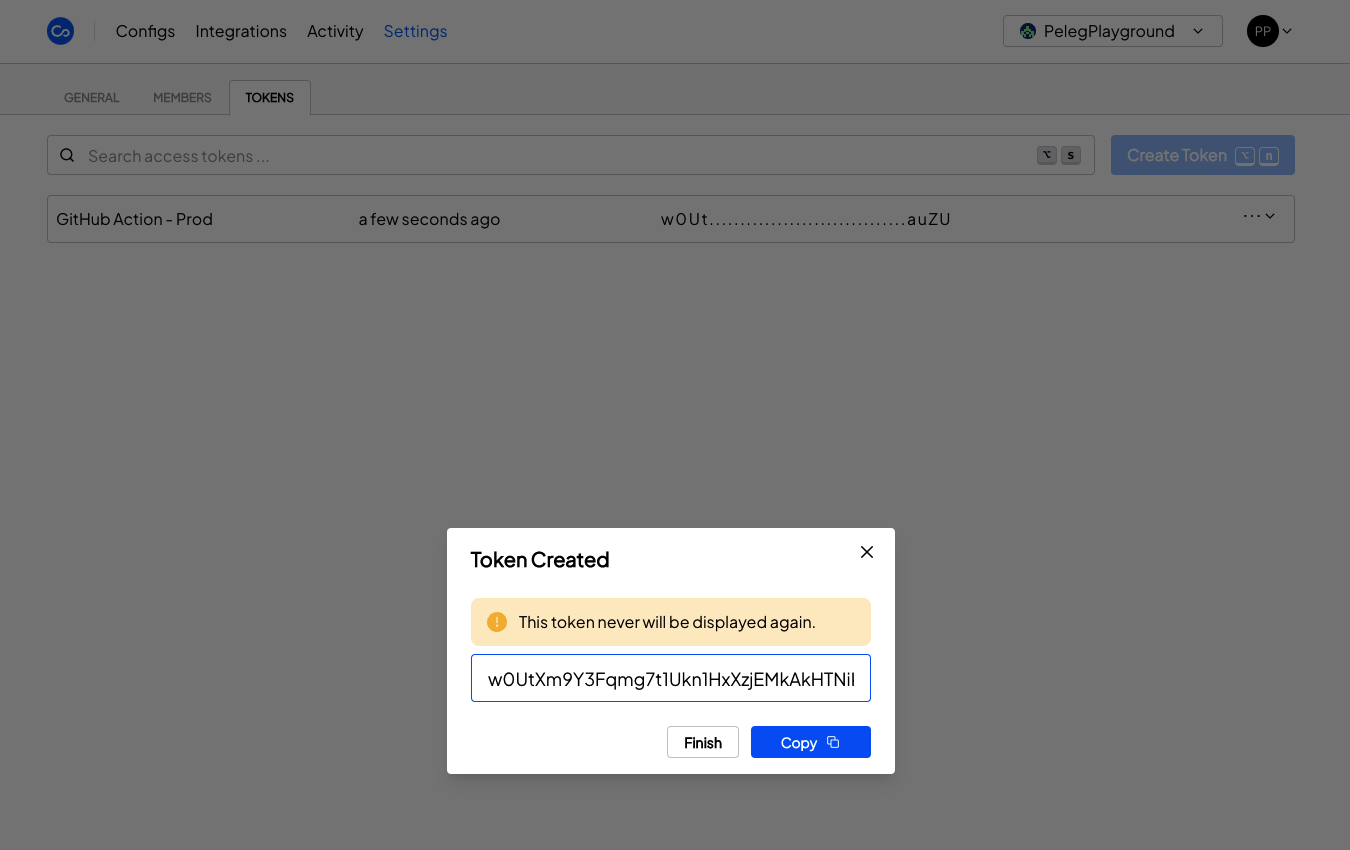 Configs Integrations Activity Settings PelegPlayground PP
GENERAL MEMBERS TOKENS
Search access tokens ... ⌥ S Create Token ⌥ n
GitHub Action - Prod a few seconds ago w0Ut................................auZU ...
Token Created
! This token never will be displayed again.
w0UtXm9Y3Fqmg7t1Ukn1HxXzjEMkAkHTNiI
Finish Copy